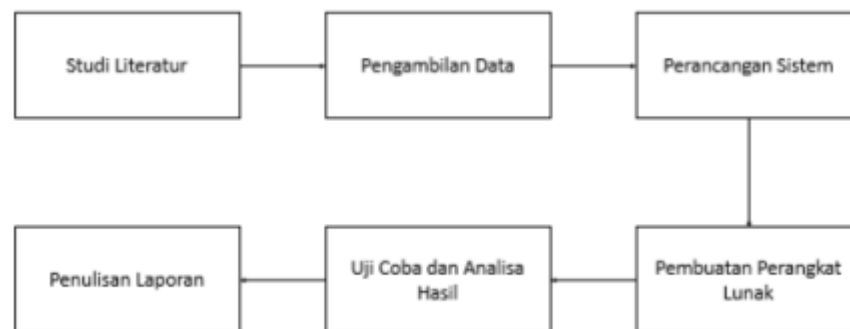 Studi Literatur
Pengambilan Data
Perancangan Sistem
Pembuatan Perangkat
Lunak
Uji Coba dan Analisa
Hasil
Penulisan Laporan